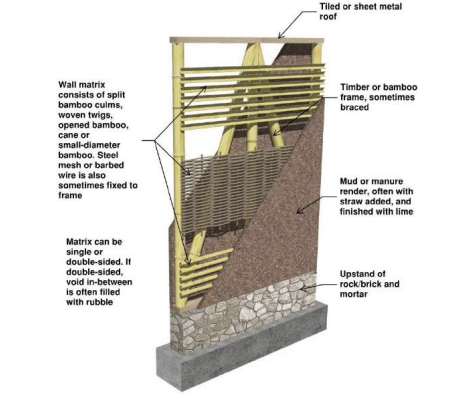 Tiled or sheet metal
roof
Wall matrix
consists of split
bamboo culms,
woven twigs,
opened bamboo,
cane or
small-diameter
bamboo. Steel
mesh or barbed
wire is also
sometimes fixed to
frame
Timber or bamboo
frame, sometimes
braced
Mud or manure
render, often with
straw added, and
finished with lime
Matrix can be
single or
double-sided. If
double-sided,
void in-between
is often filled
with rubble
Upstand of
rock/brick and
mortar